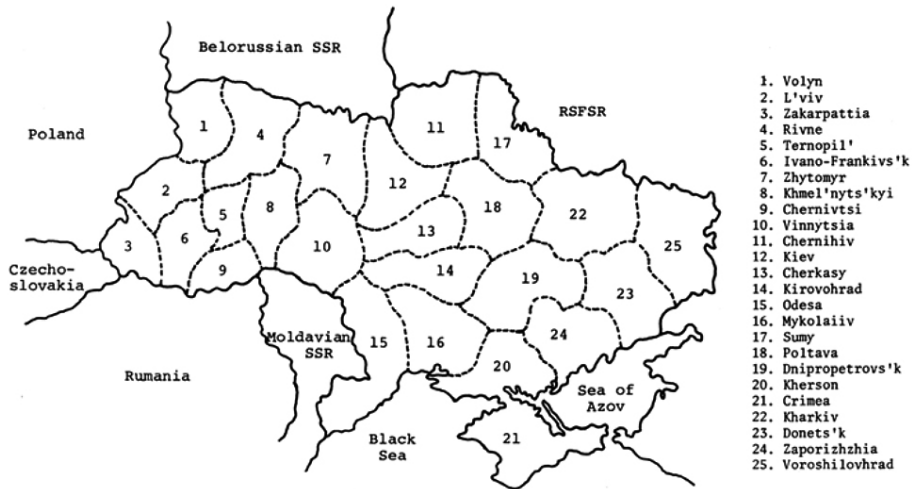 Belorussian SSR
Poland
RSFSR
Czecho-
slovakia
Rumania
Moldavian
SSR
Black
Sea
Sea of
Azov
1
2
3
4
5
6
7
8
9
10
11
12
13
14
15
16
17
18
19
20
21
22
23
24
25
1. Volyn
2. L'viv
3. Zakarpattia
4. Rivne
5. Ternopil'
6. Ivano-Frankivs'k
7. Zhytomyr
8. Khmel'nyts'kyi
9. Chernivtsi
10. Vinnytsia
11. Chernihiv
12. Kiev
13. Cherkasy
14. Kirovohrad
15. Odesa
16. Mykolaiiv
17. Sumy
18. Poltava
19. Dnipropetrovs'k
20. Kherson
21. Crimea
22. Kharkiv
23. Donets'k
24. Zaporizhzhia
25. Voroshilovhrad